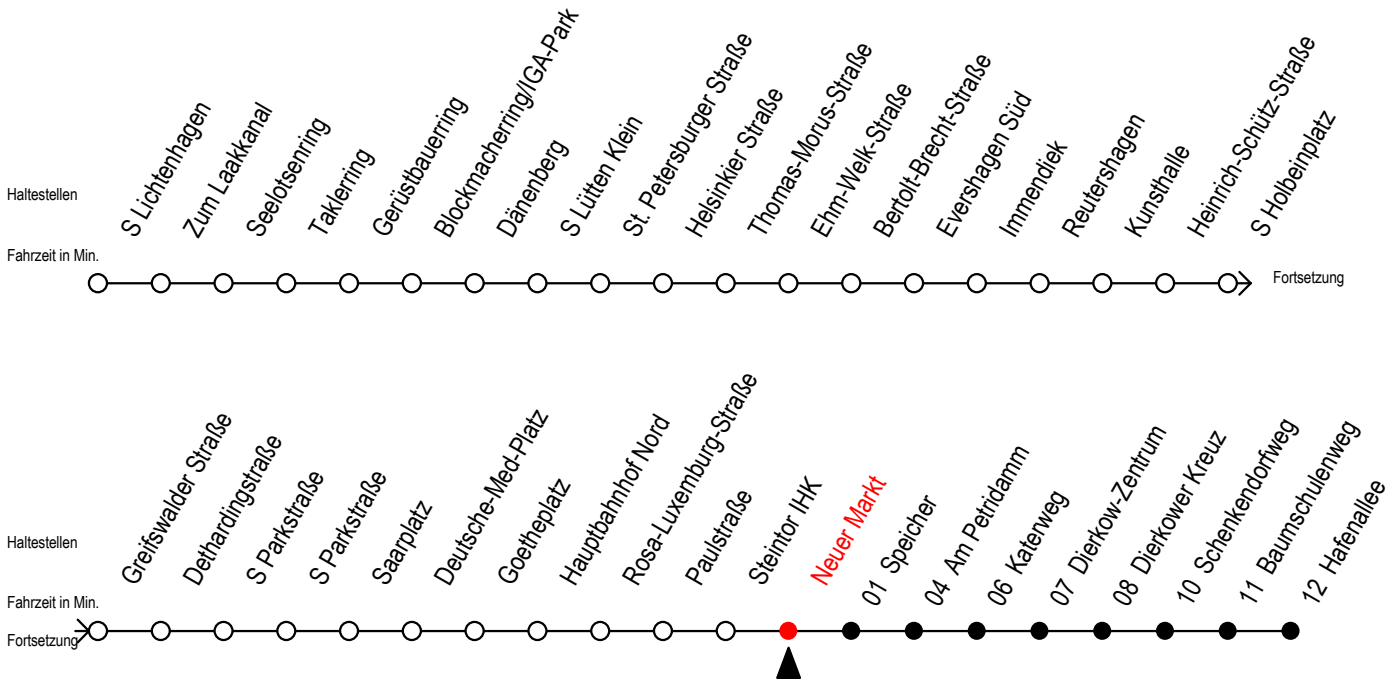 Haltestellen
S Lichtenhagen
Zum Laakkanal
Seelotsenring
Taklerring
Gerüstbauerring
Blockmacherring/IGA-Park
Dänenberg
S Lütten Klein
St. Petersburger Straße
Helsinkier Straße
Thomas-Morus-Straße
Ehm-Welk-Straße
Bertolt-Brecht-Straße
Evershagen Süd
Immendiek
Reutershagen
Kunsthalle
Heinrich-Schütz-Straße
S Holbeinplatz
Fahrzeit in Min.
Fortsetzung
Haltestellen
Greifswalder Straße
Dethardingstraße
S Parkstraße
S Parkstraße
Saarplatz
Deutsche-Med-Platz
Goetheplatz
Hauptbahnhof Nord
Rosa-Luxemburg-Straße
Paulstraße
Steintor IHK
Neuer Markt
01 Speicher
04 Am Petridamm
06 Katenweg
07 Dierkow-Zentrum
08 Dierkower Kreuz
10 Schenkendorfweg
11 Baumschulenweg
12 Hafenallee
Fahrzeit in Min.
Fortsetzung